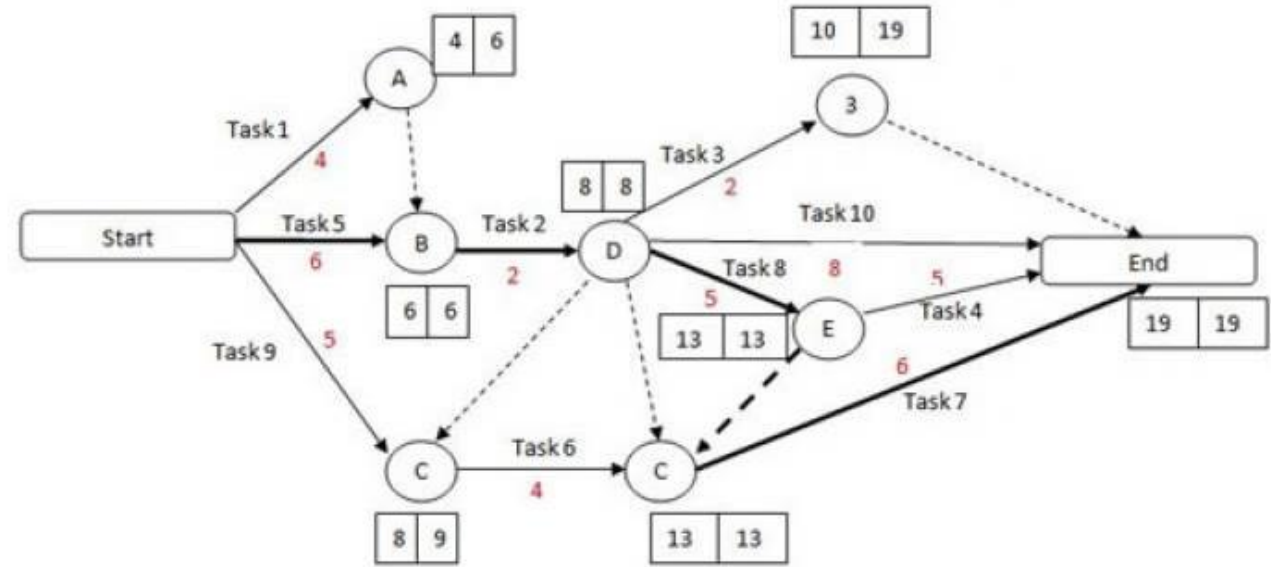 10 19
4 6
A
3
Task 1
4
Task 3
2
8 8
Task 10
Start
Task 5
6
B
Task 2
2
D
Task 8
5
8
5
End
Task 4
6 6
13 13
E
19 19
Task 9
5
6
Task 7
C
Task 6
4
C
8 9
13 13